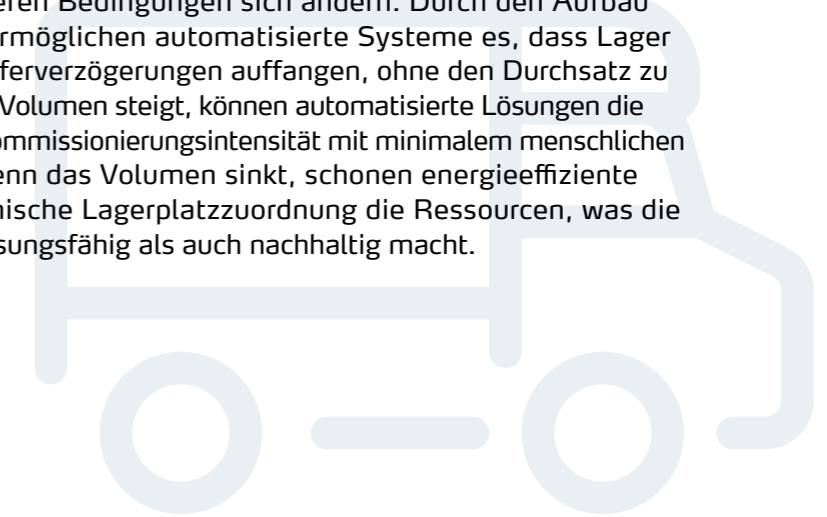 eren Bedingungen sich ändern. Durch den Aufbau
rmöglichen automatisierte Systeme es, dass Lager
ferverzögerungen auffangen, ohne den Durchsatz zu
Volumen steigt, können automatisierte Lösungen die
ommissionierungsintensität mit minimalem menschlichen
enn das Volumen sinkt, schonen energieeffiziente
nische Lagerplatzzuordnung die Ressourcen, was die
sungsfähig als auch nachhaltig macht.